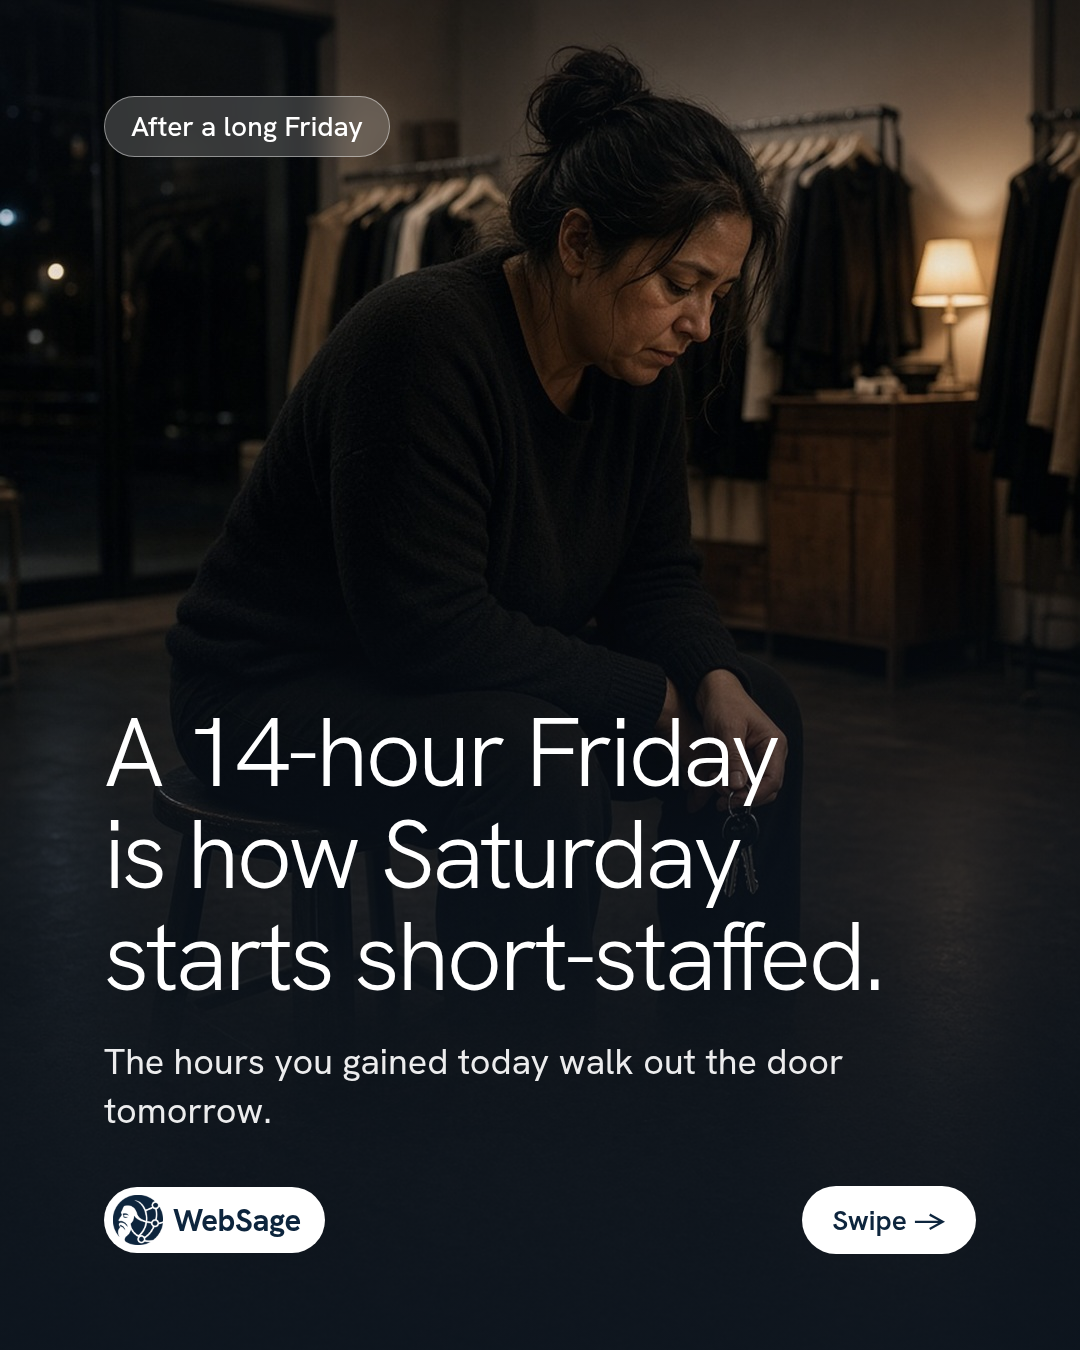 After a long Friday
A 14-hour Friday
is how Saturday
starts short-staffed.
The hours you gained today walk out the door
tomorrow.
WebSage
Swipe →